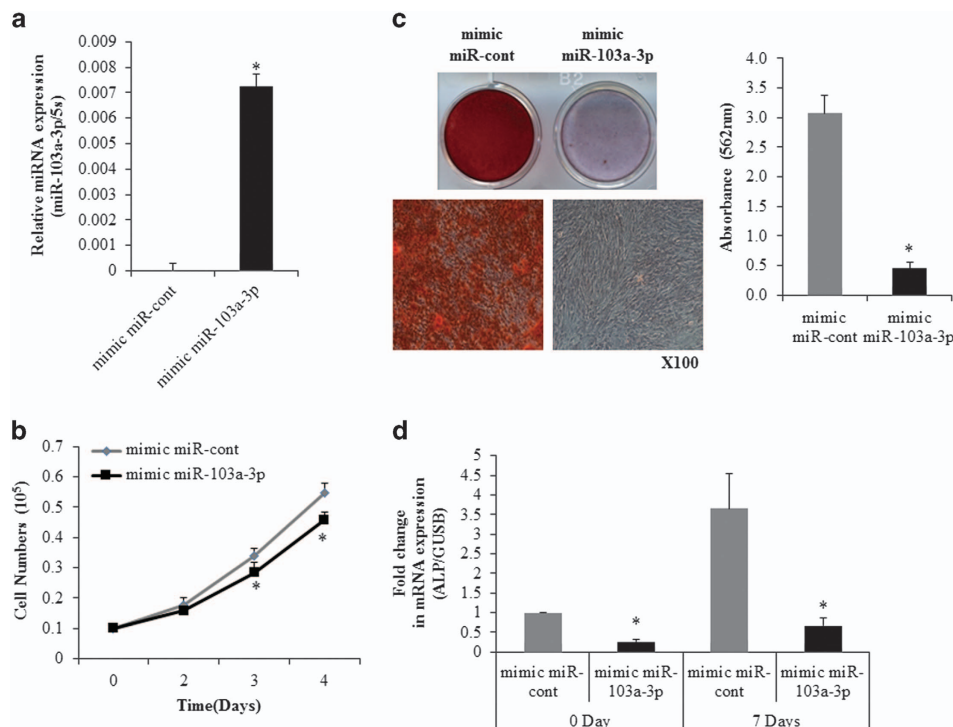 a
Relative miRNA expression
(miR-103a-3p/5s)
0.009
0.008
0.007
0.006
0.005
0.004
0.003
0.002
0.001
0
*
mimic miR-cont
mimic miR-103a-3p
b
mimic miR-cont
mimic miR-103a-3p
Cell Numbers (10⁵)
0.7
0.6
0.5
0.4
0.3
0.2
0.1
*
*
0
2
3
4
Time(Days)
c
mimic
miR-cont
mimic
miR-103a-3p
B2
X100
Absorbance (562nm)
4.0
3.5
3.0
2.5
2.0
1.5
1.0
0.5
0.0
*
mimic
miR-cont
mimic
miR-103a-3p
d
Fold change
in mRNA expression
(ALP/GUSB)
5
4.5
4
3.5
3
2.5
2
1.5
1
0.5
0
*
*
mimic miR-
cont
mimic miR-
103a-3p
mimic miR-
cont
mimic miR-
103a-3p
0 Day
7 Days